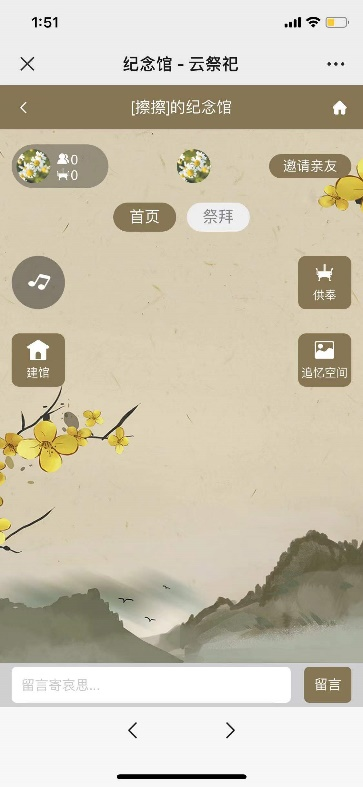 1:51
纪念馆 - 云祭祀
[擦擦]的纪念馆
0
0
邀请亲友
首页
祭拜
供奉
建馆
追忆空间
留言寄哀思...
留言